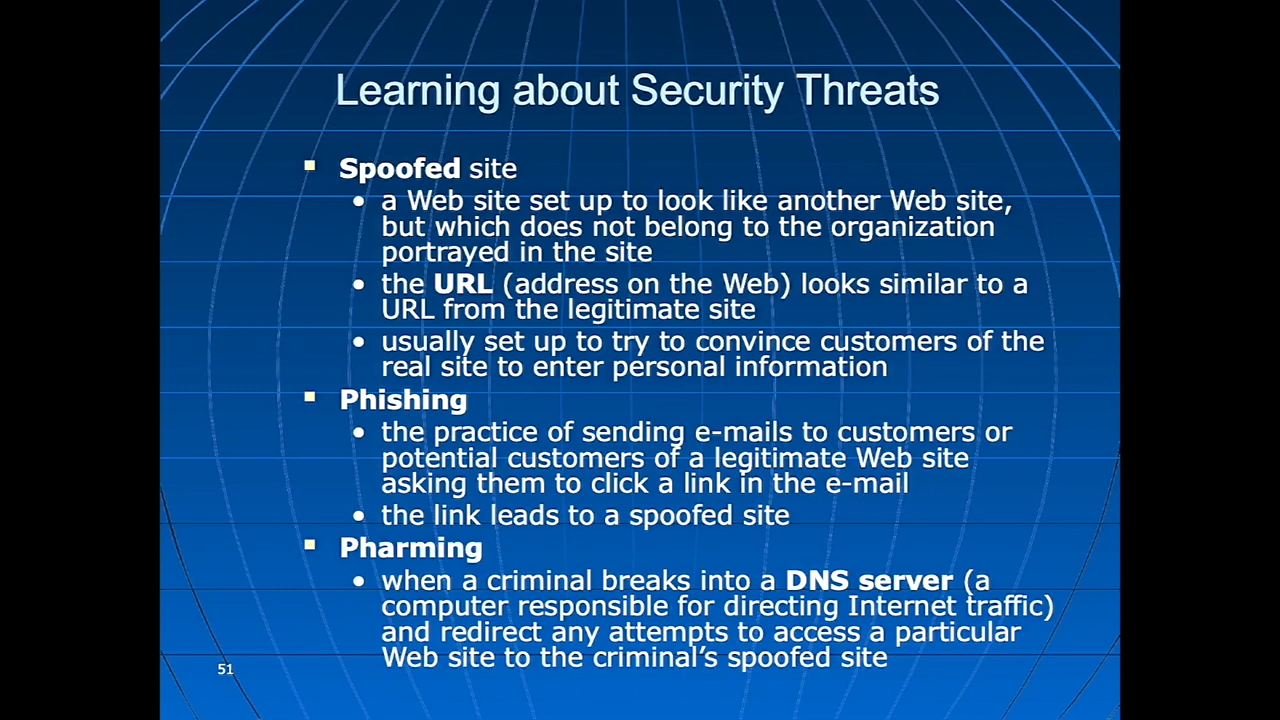 Learning about Security Threats
Spoofed site
a Web site set up to look like another Web site,
but which does not belong to the organization
portrayed in the site
the URL (address on the Web) looks similar to a
URL from the legitimate site
usually set up to try to convince customers of the
real site to enter personal information
Phishing
the practice of sending e-mails to customers or
potential customers of a legitimate Web site
asking them to click a link in the e-mail
the link leads to a spoofed site
Pharming
when a criminal breaks into a DNS server (a
computer responsible for directing Internet traffic)
and redirect any attempts to access a particular
Web site to the criminal’s spoofed site
51